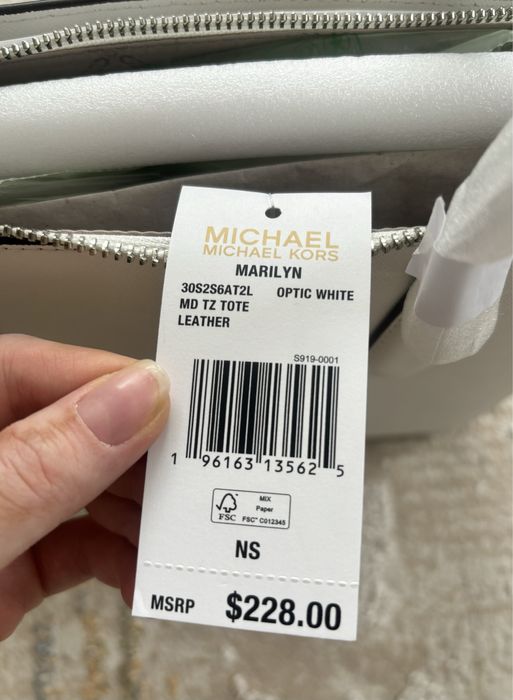 MICHAEL
MICHAEL KORS
MARILYN
30S2S6AT2L OPTIC WHITE
MD TZ TOTE
LEATHER
S919-0001
1 96163 13562 5
FSC
MIX
Paper
FSC® C012345
NS
MSRP $228.00